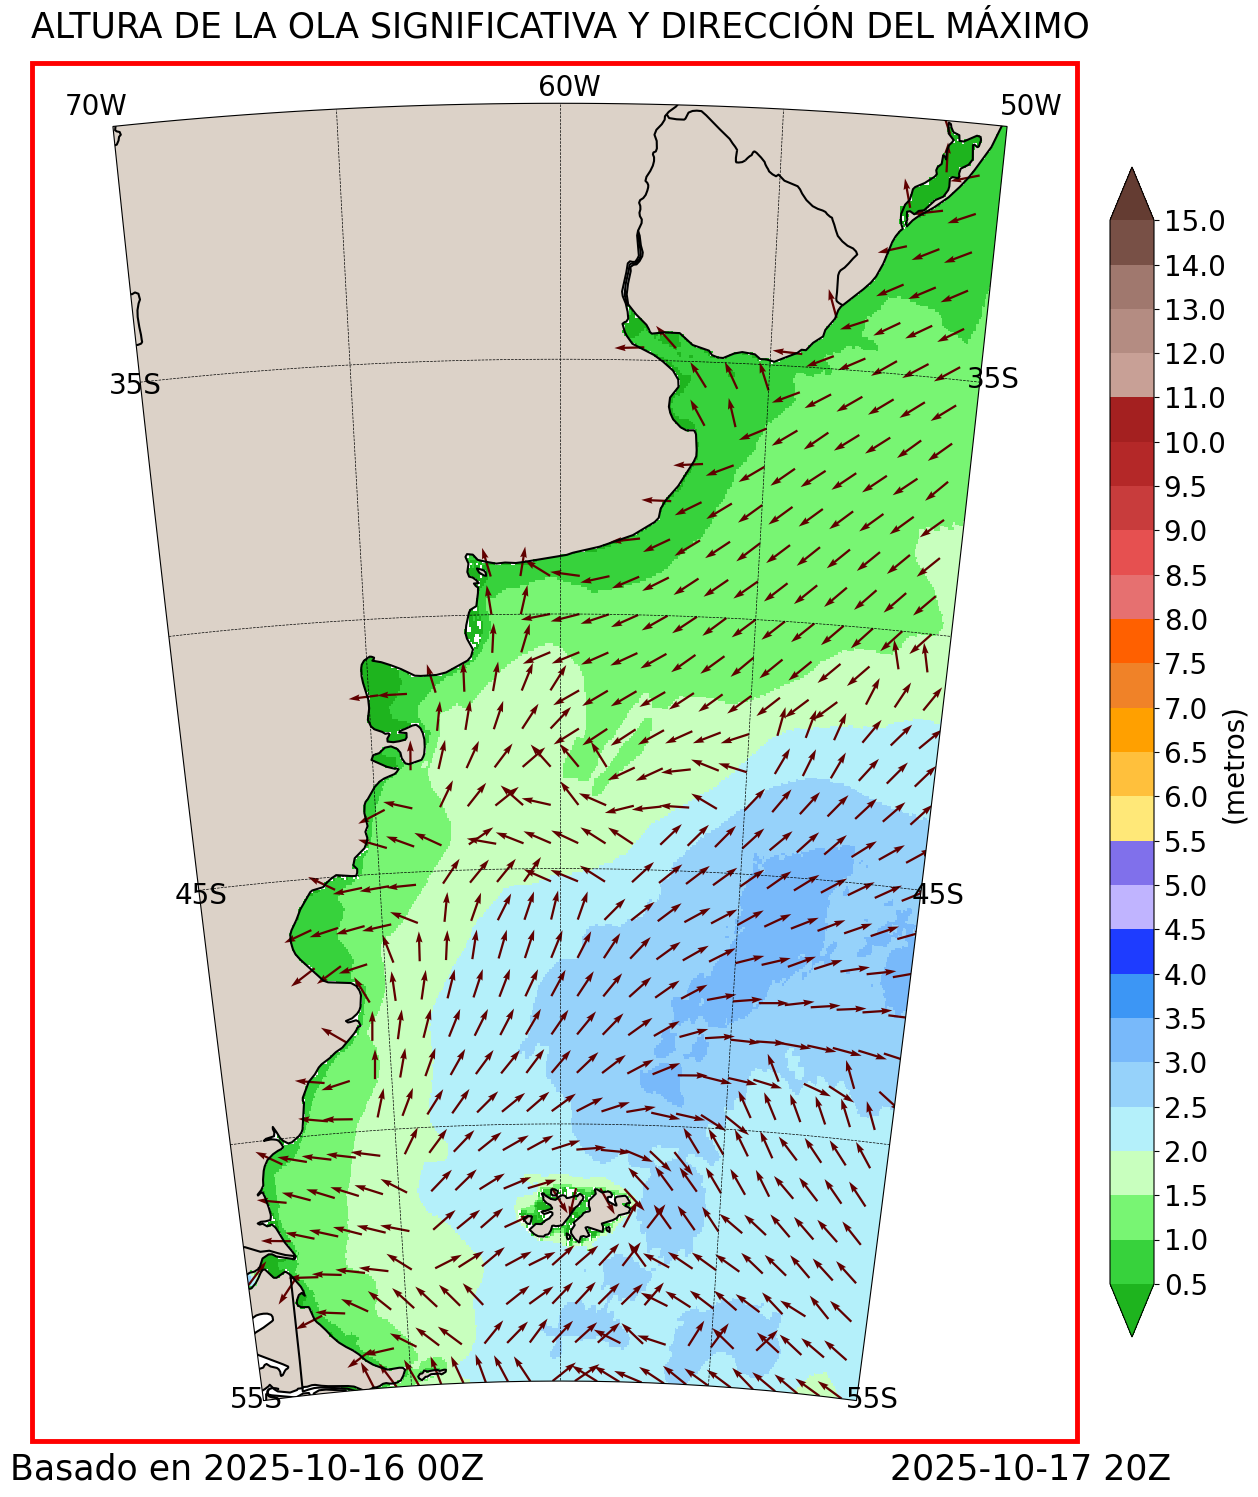 ALTURA DE LA OLA SIGNIFICATIVA Y DIRECCIÓN DEL MÁXIMO
70W
60W
50W
35S
35S
45S
45S
55S
55S
15.0
14.0
13.0
12.0
11.0
10.0
9.5
9.0
8.5
8.0
7.5
7.0
6.5
6.0
5.5
5.0
4.5
4.0
3.5
3.0
2.5
2.0
1.5
1.0
0.5
(metros)
Basado en 2025-10-16 00Z
2025-10-17 20Z